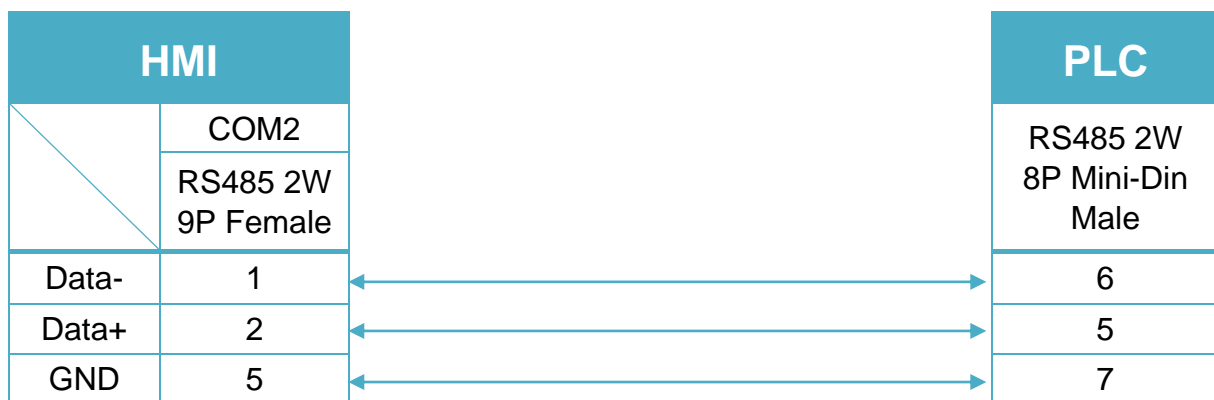 HMI PLC
COM2
RS485 2W
9P Female
RS485 2W
8P Mini-Din
Male
Data- 1 6
Data+ 2 5
GND 5 7